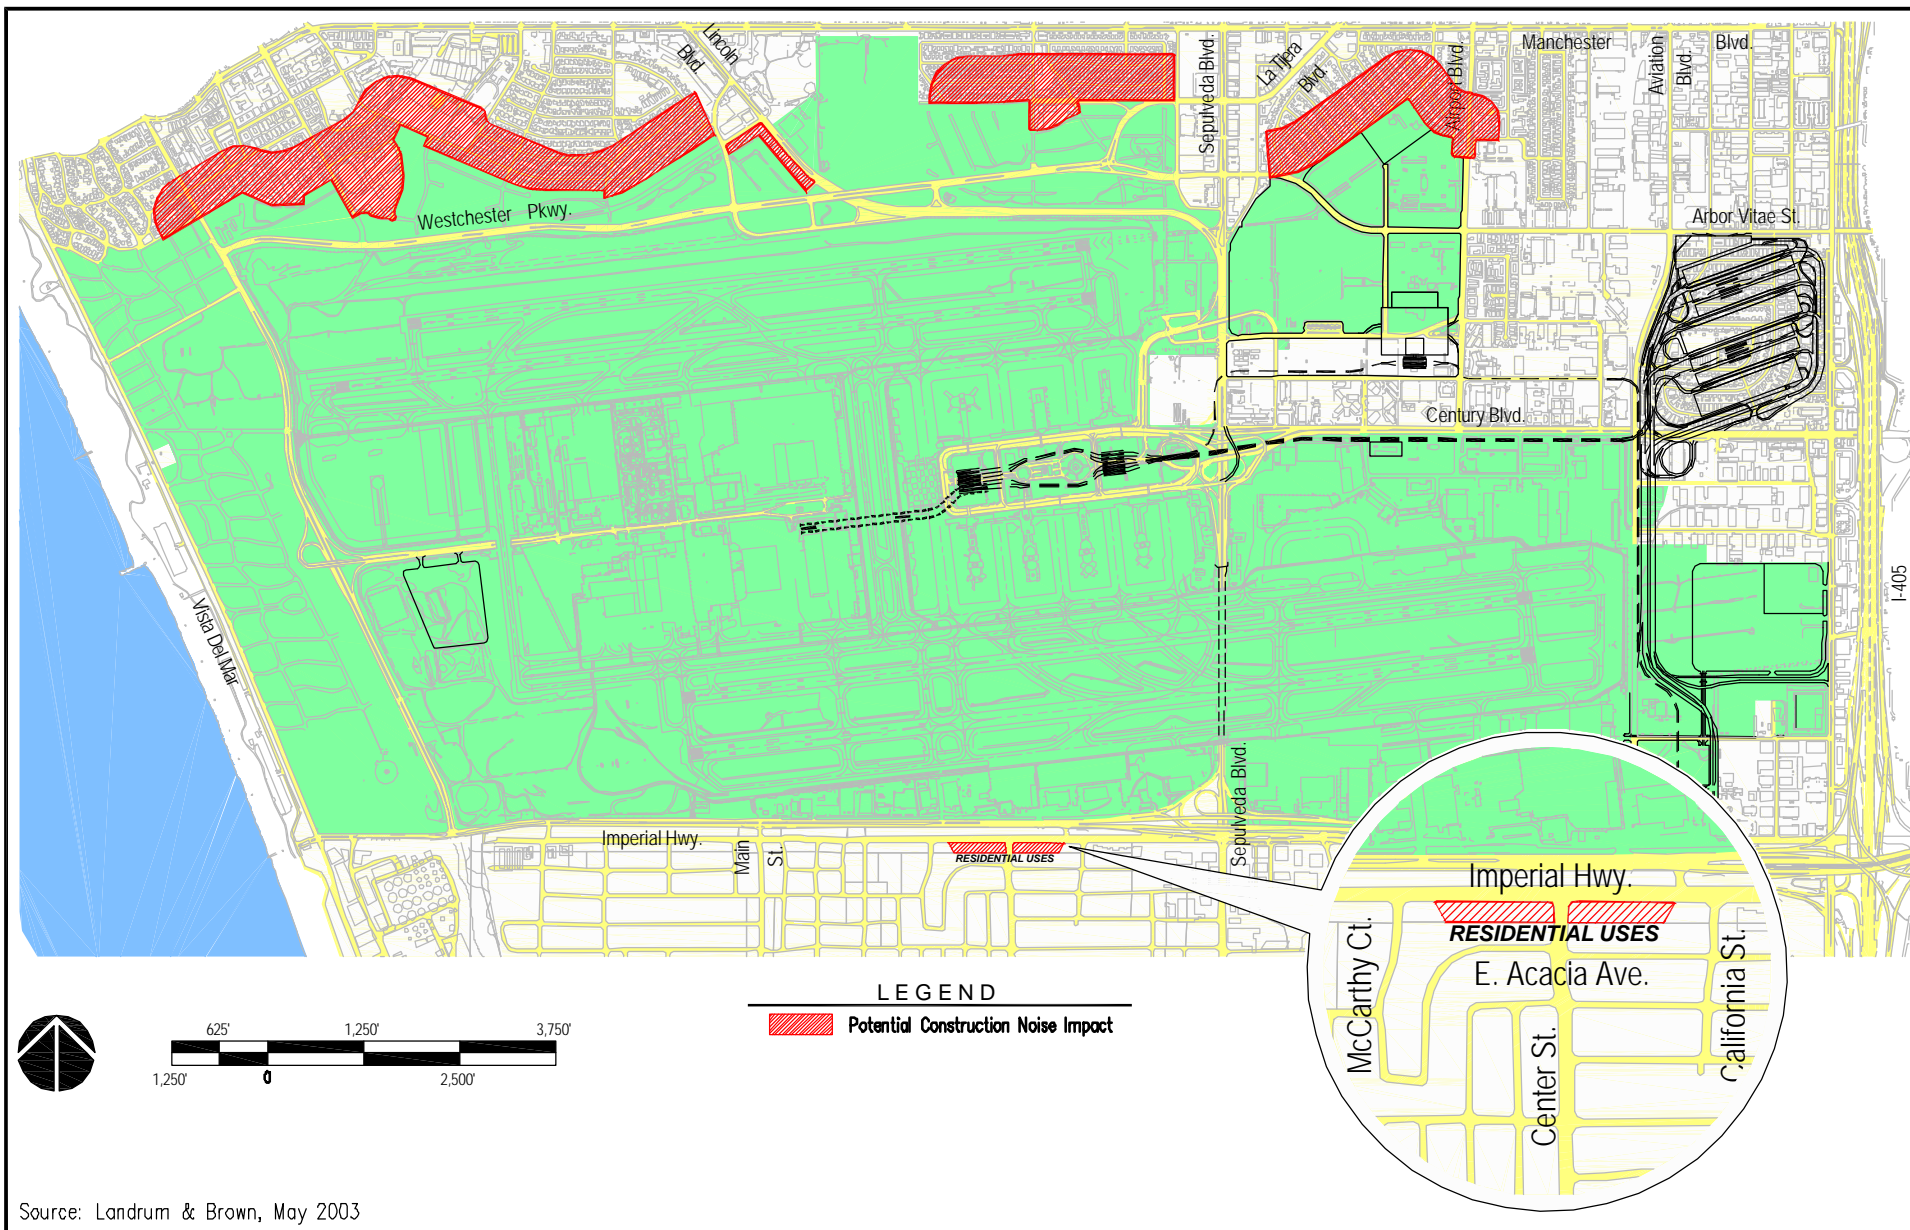 Lincoln
Blvd.
Sepulveda Blvd.
La Tijera
Blvd.
Airport Blvd.
Manchester
Blvd.
Aviation
Blvd.
Westchester Pkwy.
Arbor Vitae St.
Century Blvd.
I-405
Vista Del Mar
Imperial Hwy.
Main
St.
RESIDENTIAL USES
Sepulveda Blvd.
Imperial Hwy.
RESIDENTIAL USES
E. Acacia Ave.
McCarthy Ct.
Center St.
California St.
LEGEND
Potential Construction Noise Impact
625' 1,250' 3,750'
1,250' 0 2,500'
Source: Landrum & Brown, May 2003